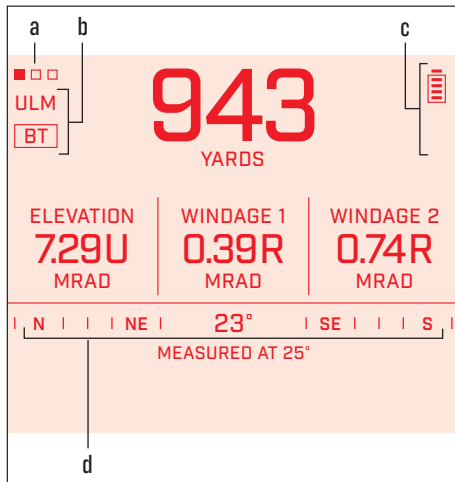 a b c
ULM
BT
943
YARDS
ELEVATION WINDAGE 1 WINDAGE 2
7.29U 0.39R 0.74R
MRAD MRAD MRAD
N NE 23° SE S
MEASURED AT 25°
d